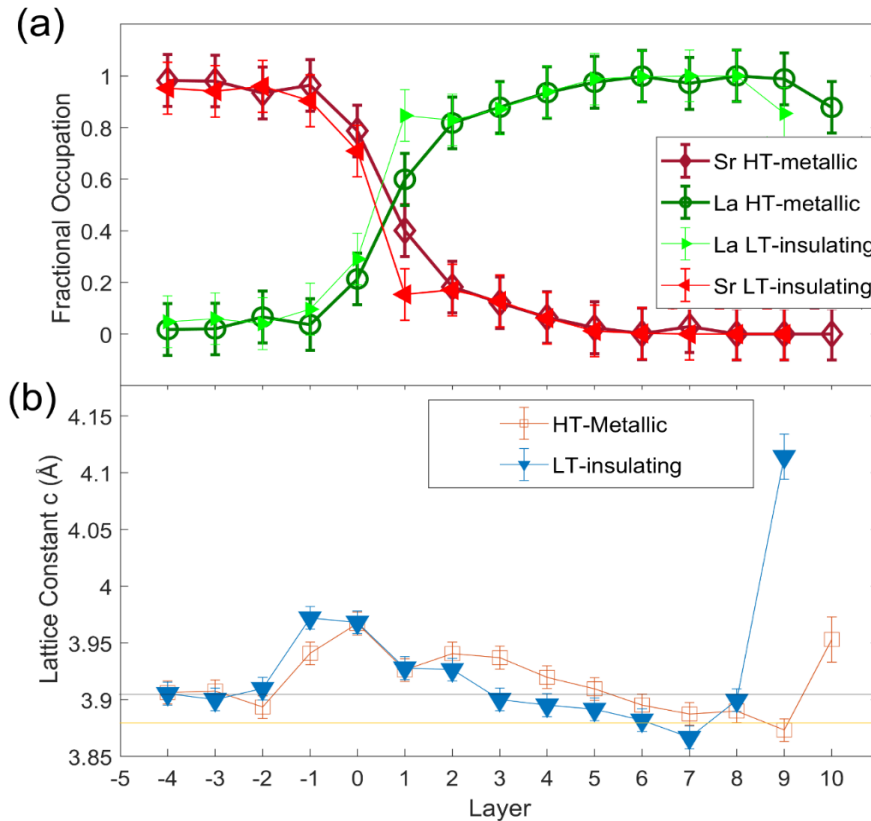 (a)
1
0.8
0.6
0.4
0.2
0
Fractional Occupation
Sr HT-metallic
La HT-metallic
La LT-insulating
Sr LT-insulating
(b)
4.15
4.1
4.05
4
3.95
3.9
3.85
Lattice Constant c (Å)
HT-Metallic
LT-insulating
-5 -4 -3 -2 -1 0 1 2 3 4 5 6 7 8 9 10
Layer